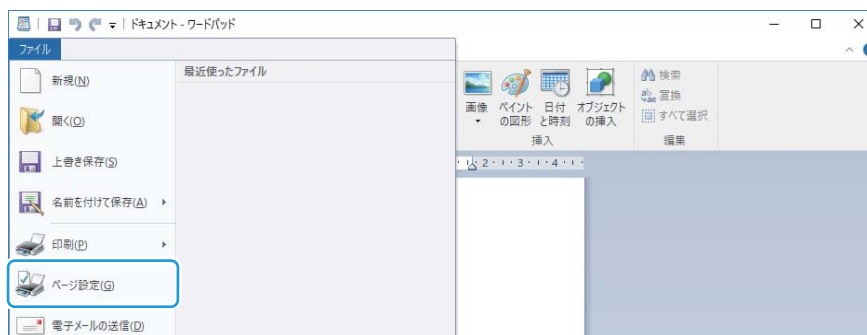 ドキュメント - ワードパッド
ファイル
新規(N)
開く(O)
上書き保存(S)
名前を付けて保存(A)
印刷(P)
ページ設定(G)
電子メールの送信(D)
最近使ったファイル
画像
ペイント
の図形
日付
と時刻
オブジェクト
の挿入
挿入
検索
置換
すべて選択
編集
2 3 4